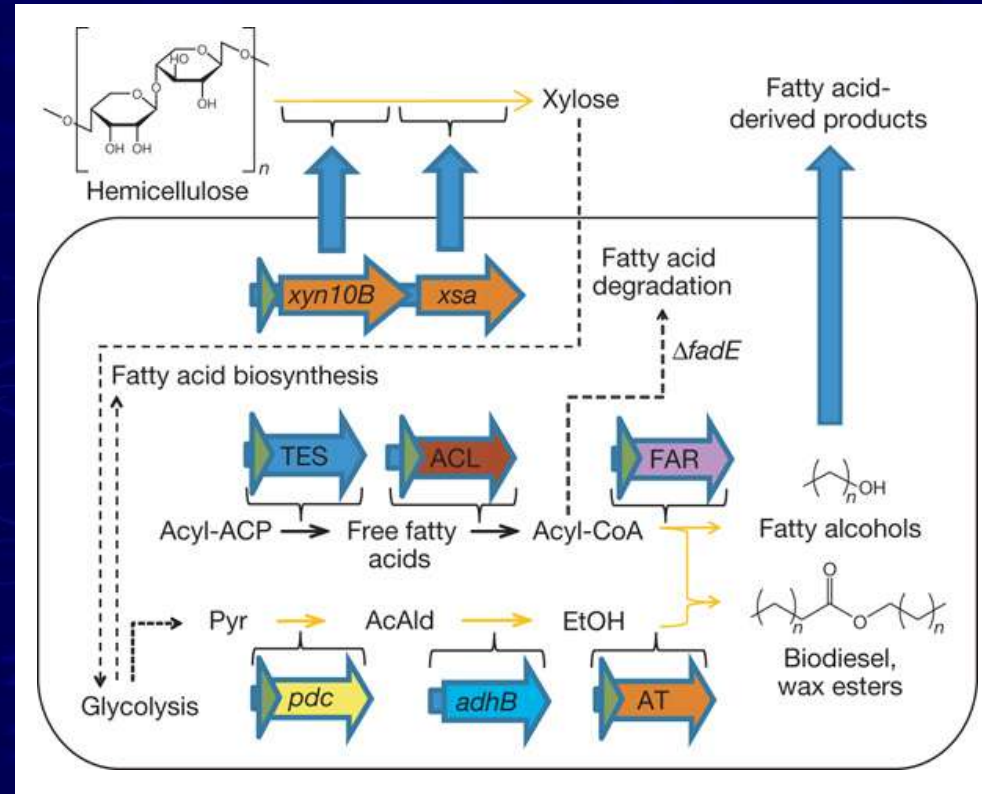 O
HO
O
OH
O
O
O
OH
OH
n
Hemicellulose
Xylose
Fatty acid-
derived products
xyn10B
xsa
Fatty acid
degradation
ΔfadE
Fatty acid biosynthesis
TES
ACL
FAR
Acyl-ACP
Free fatty
acids
Acyl-CoA
( )n OH
Fatty alcohols
Pyr
AcAld
EtOH
O
( )n O ( )n
Biodiesel,
wax esters
Glycolysis
pdc
adhB
AT